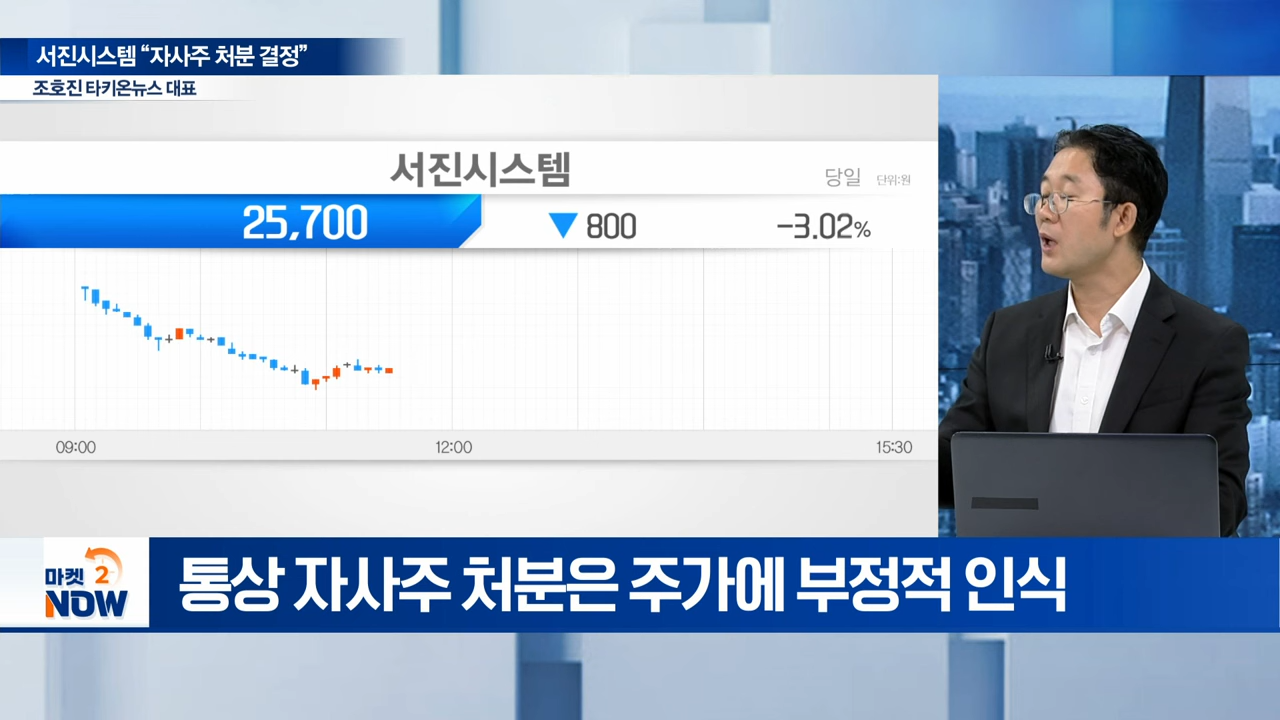 서진시스템 “자사주 처분 결정”
조호진 타키온뉴스 대표
서진시스템
당일 단위:원
25,700 ▼800 -3.02%
09:00 12:00 15:30
마켓 2
NOW
통상 자사주 처분은 주가에 부정적 인식